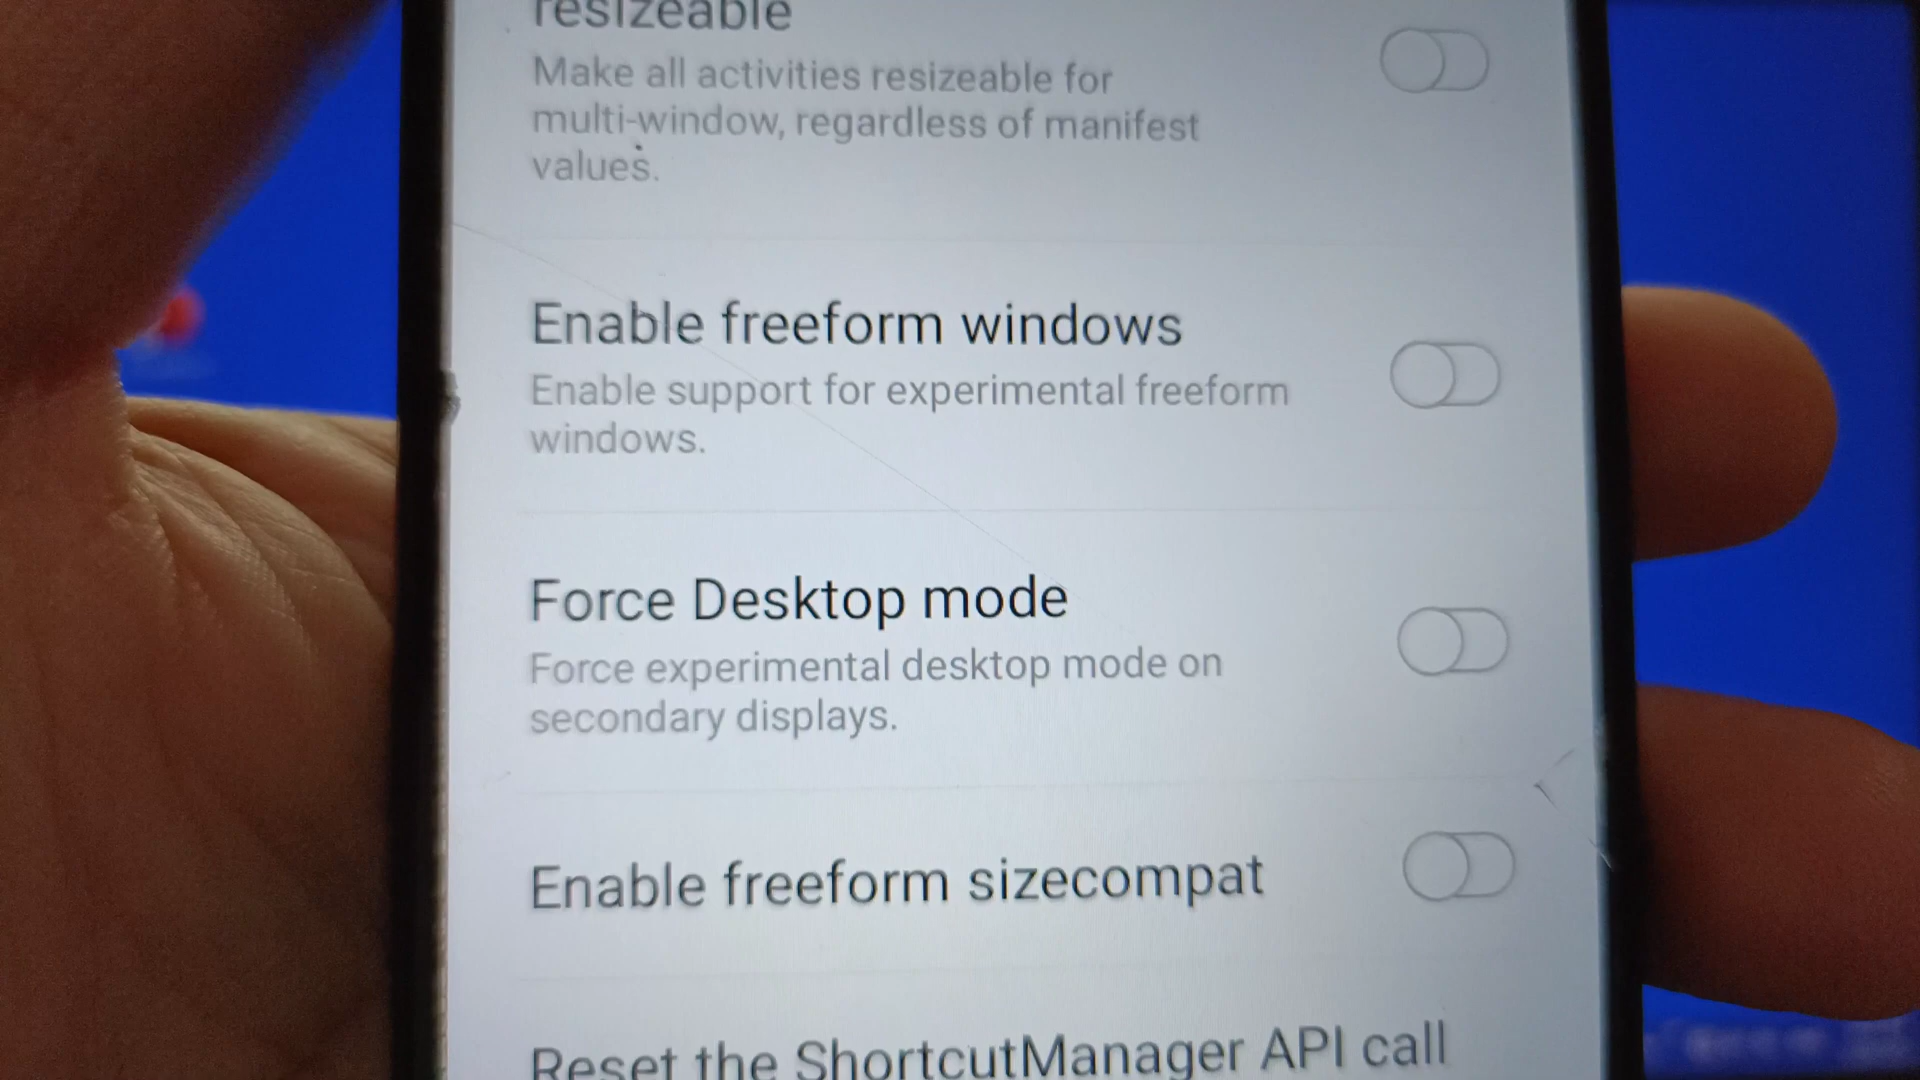 resizeable
Make all activities resizeable for
multi-window, regardless of manifest
values.
Enable freeform windows
Enable support for experimental freeform
windows.
Force Desktop mode
Force experimental desktop mode on
secondary displays.
Enable freeform sizecompat
Reset the ShortcutManager API call